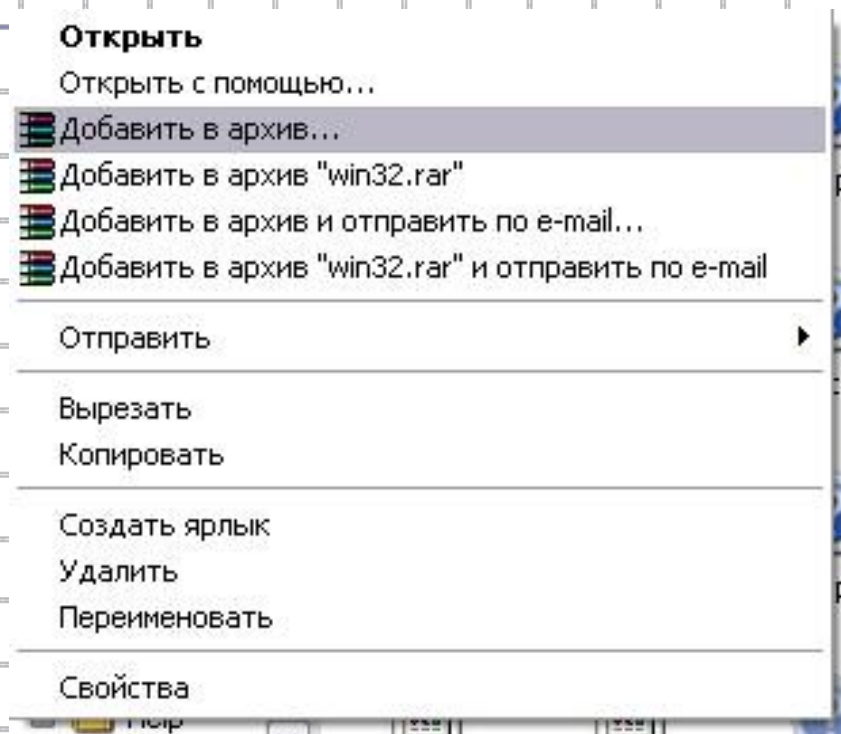 Открыть
Открыть с помощью...
Добавить в архив...
Добавить в архив "win32.rar"
Добавить в архив и отправить по e-mail...
Добавить в архив "win32.rar" и отправить по e-mail
Отправить
Вырезать
Копировать
Создать ярлык
Удалить
Переименовать
Свойства
Help